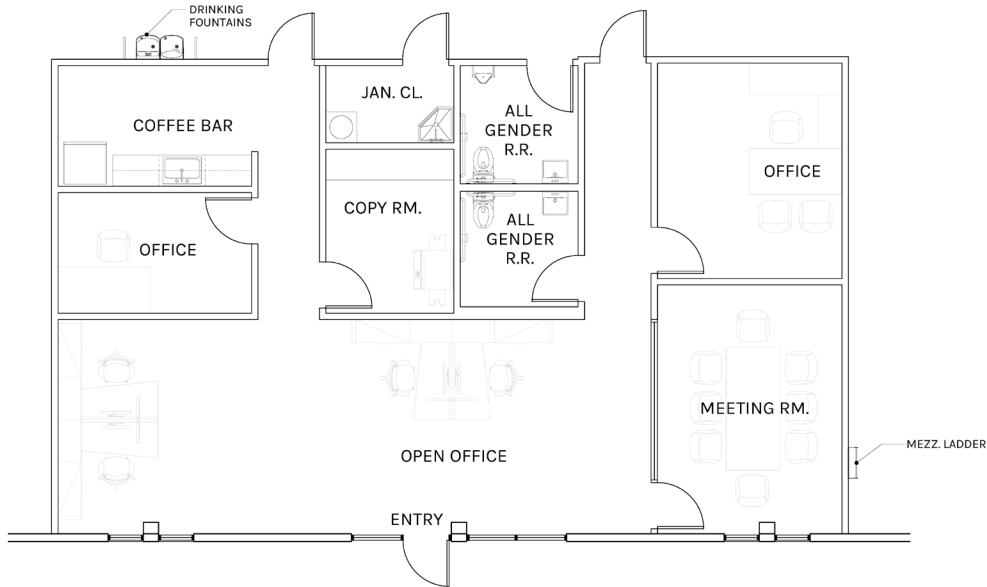 DRINKING
FOUNTAINS
JAN. CL.
COFFEE BAR
ALL
GENDER
R.R.
OFFICE
COPY RM.
ALL
GENDER
R.R.
OFFICE
MEETING RM.
MEZZ. LADDER
OPEN OFFICE
ENTRY